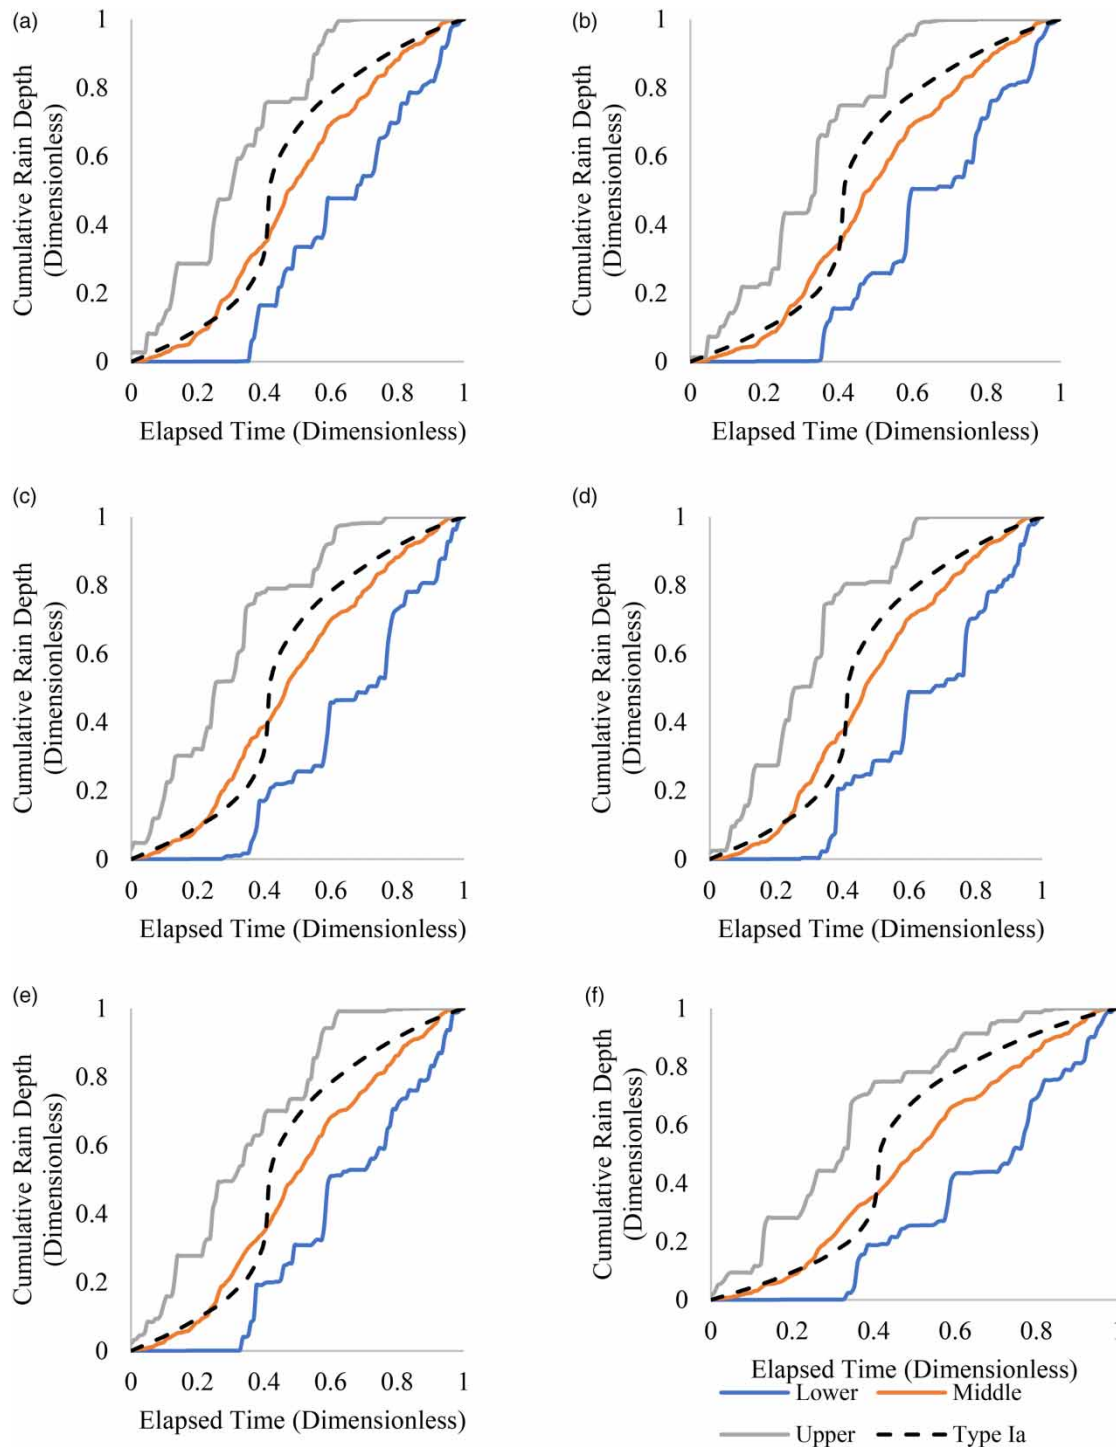 (a)
Cumulative Rain Depth
(Dimensionless)
1
0.8
0.6
0.4
0.2
0
0 0.2 0.4 0.6 0.8 1
Elapsed Time (Dimensionless)
(b)
Cumulative Rain Depth
(Dimensionless)
1
0.8
0.6
0.4
0.2
0
0 0.2 0.4 0.6 0.8 1
Elapsed Time (Dimensionless)
(c)
Cumulative Rain Depth
(Dimensionless)
1
0.8
0.6
0.4
0.2
0
0 0.2 0.4 0.6 0.8 1
Elapsed Time (Dimensionless)
(d)
Cumulative Rain Depth
(Dimensionless)
1
0.8
0.6
0.4
0.2
0
0 0.2 0.4 0.6 0.8 1
Elapsed Time (Dimensionless)
(e)
Cumulative Rain Depth
(Dimensionless)
1
0.8
0.6
0.4
0.2
0
0 0.2 0.4 0.6 0.8 1
Elapsed Time (Dimensionless)
(f)
Cumulative Rain Depth
(Dimensionless)
1
0.8
0.6
0.4
0.2
0
0 0.2 0.4 0.6 0.8 1
Elapsed Time (Dimensionless)
Lower Middle
Upper Type Ia